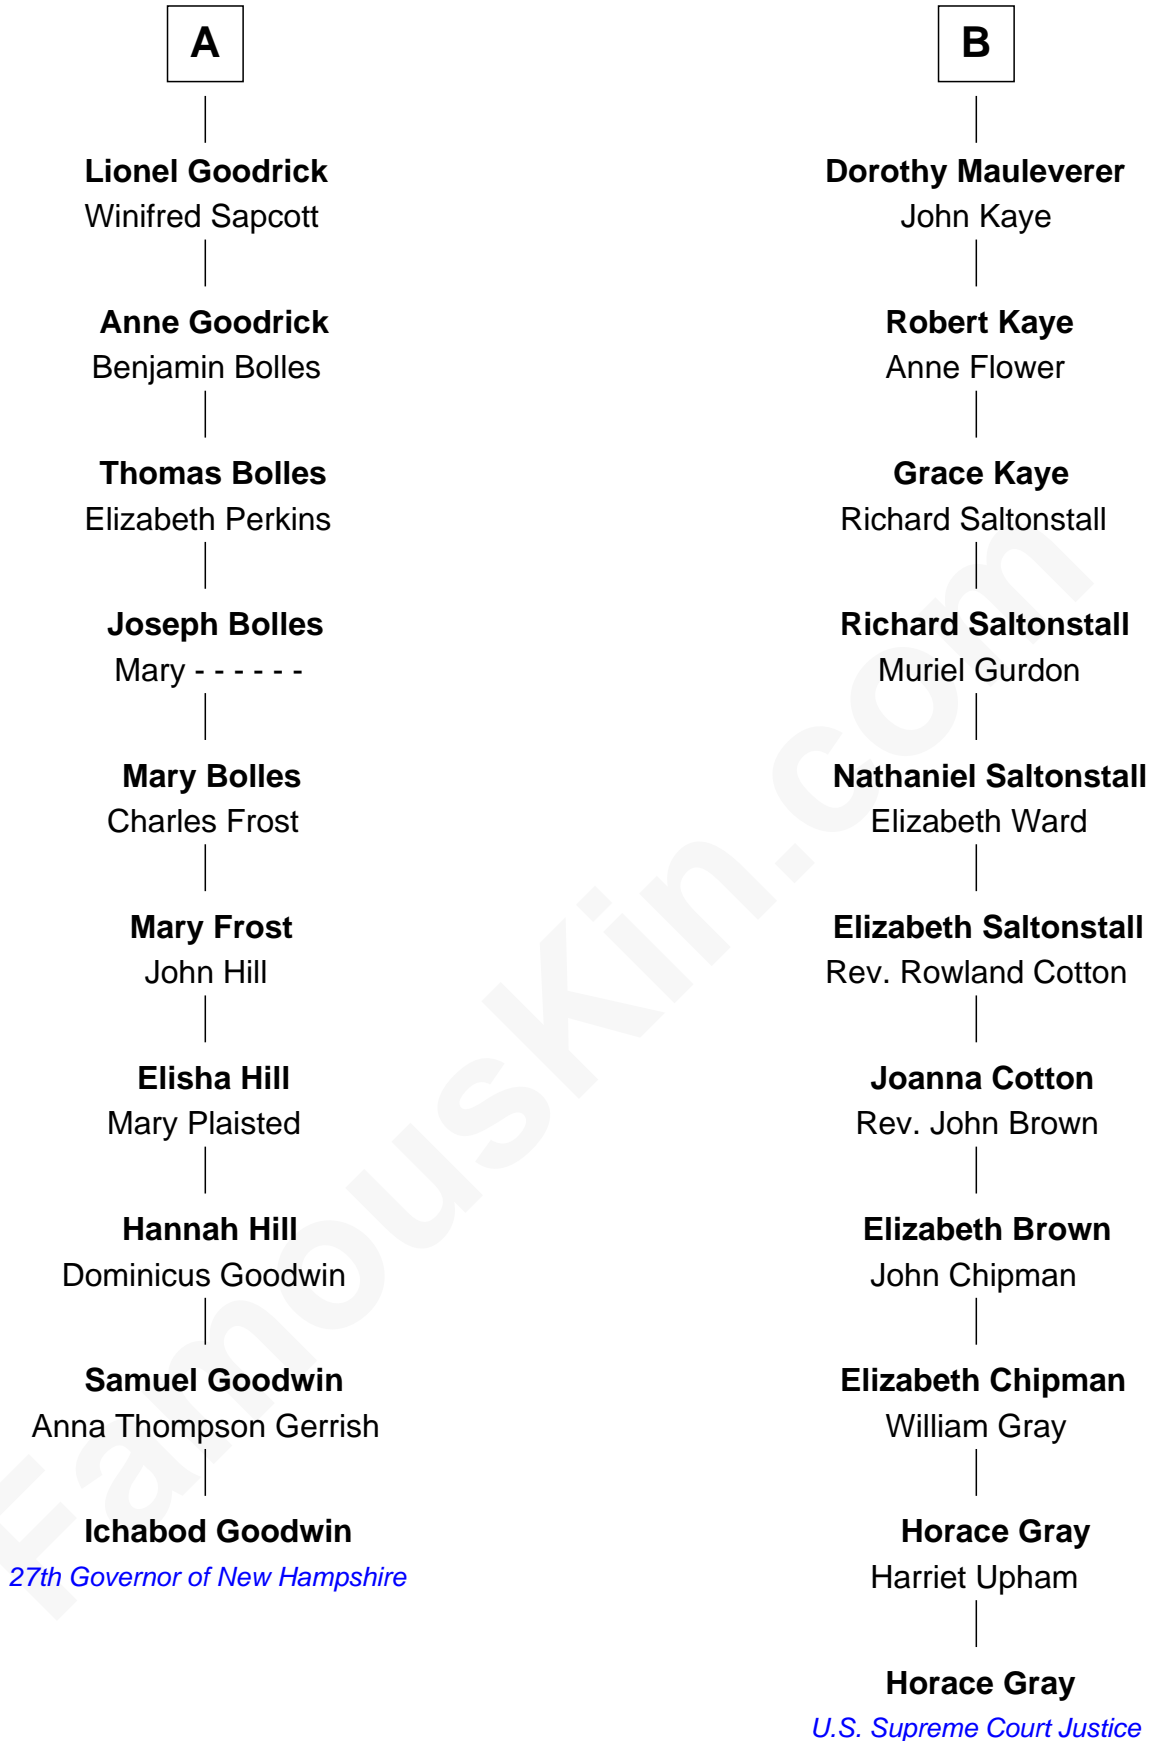 A
Lionel Goodrick
Winifred Sapcott
Anne Goodrick
Benjamin Bolles
Thomas Bolles
Elizabeth Perkins
Joseph Bolles
Mary - - - - - -
Mary Bolles
Charles Frost
Mary Frost
John Hill
Elisha Hill
Mary Plaisted
Hannah Hill
Dominicus Goodwin
Samuel Goodwin
Anna Thompson Gerrish
Ichabod Goodwin
27th Governor of New Hampshire
B
Dorothy Mauleverer
John Kaye
Robert Kaye
Anne Flower
Grace Kaye
Richard Saltonstall
Richard Saltonstall
Muriel Gurdon
Nathaniel Saltonstall
Elizabeth Ward
Elizabeth Saltonstall
Rev. Rowland Cotton
Joanna Cotton
Rev. John Brown
Elizabeth Brown
John Chipman
Elizabeth Chipman
William Gray
Horace Gray
Harriet Upham
Horace Gray
U.S. Supreme Court Justice
FamousKin.com